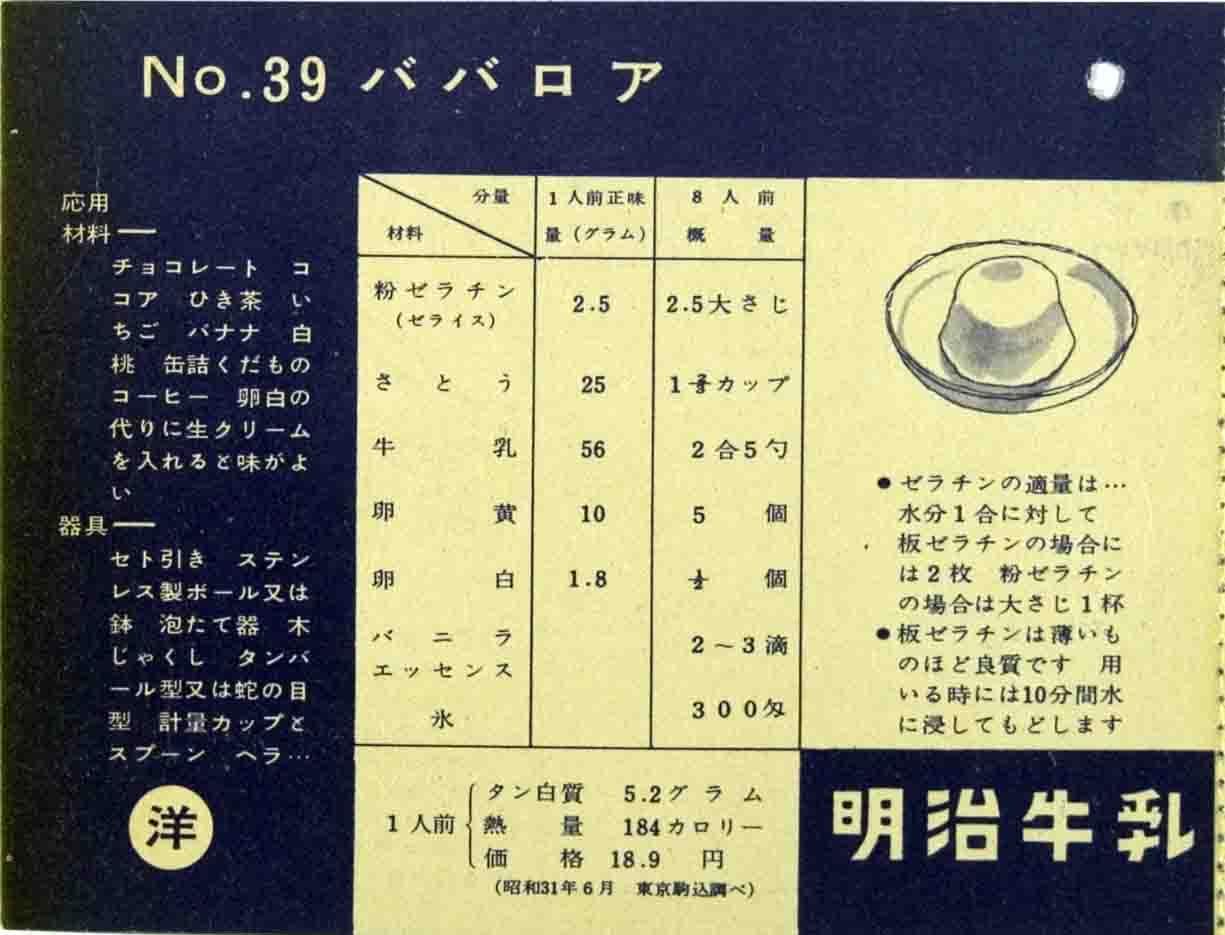 No.39 ババロア
応用
材料 ー
チョコレート コ
コア ひき茶 い
ちご バナナ 白
桃 缶詰くだもの
コーヒー 卵白の
代りに生クリーム
を入れると味がよ
い
器具 ー
セト引き ステン
レス製ボール又は
鉢 泡たて器 木
じゃくし タンバ
ール型又は蛇の目
型 計量カップと
スプーン ヘラ…
洋
分量 1人前正味 8人前
材料 量(グラム) 概量
粉ゼラチン 2.5 2.5大さじ
(ゼライス)
さとう 25 1⅔カップ
牛乳 56 2合5勺
卵黄 10 5個
卵白 1.8 ½個
バニラ 2～3滴
エッセンス
氷 300匁
●ゼラチンの適量は…
水分1合に対して
板ゼラチンの場合に
は2枚 粉ゼラチン
の場合は大さじ1杯
●板ゼラチンは薄いも
のほど良質です 用
いる時には10分間水
に浸してもどします
タン白質 5.2グラム
1人前 熱量 184カロリー
価格 18.9円
(昭和31年6月 東京駒込調べ)
明治牛乳